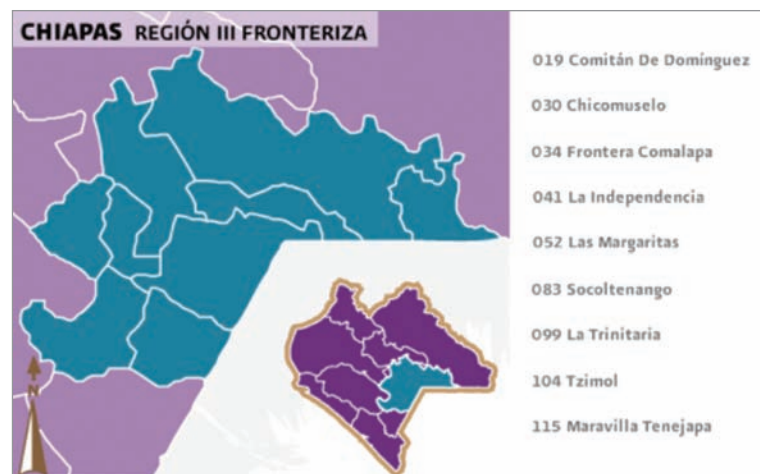 CHIAPAS REGIÓN III FRONTERIZA
019 Comitán De Domínguez
030 Chicomuselo
034 Frontera Comalapa
041 La Independencia
052 Las Margaritas
083 Socoltenango
099 La Trinitaria
104 Tzimol
115 Maravilla Tenejapa
N